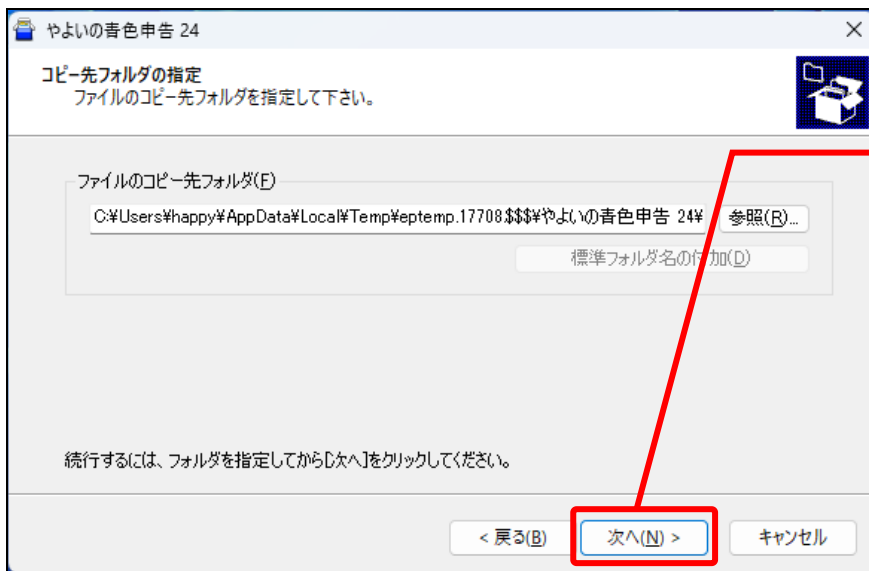 やよいの青色申告 24
コピー先フォルダの指定
ファイルのコピー先フォルダを指定して下さい。
ファイルのコピー先フォルダ(F)
C:¥Users¥happy¥AppData¥Local¥Temp¥eptemp.17708.$$$¥やよいの青色申告 24¥
参照(R)...
標準フォルダ名の付加(D)
続行するには、フォルダを指定してから[次へ]をクリックしてください。
< 戻る(B)
次へ(N) >
キャンセル